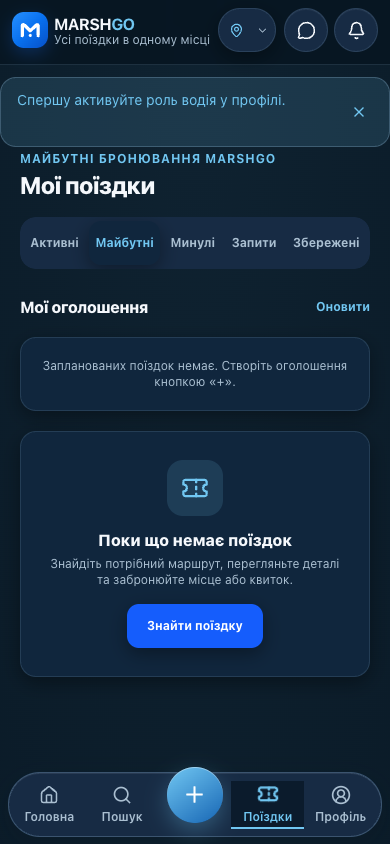 MARSHGO
Усі поїздки в одному місці
Спершу активуйте роль водія у профілі.
МАЙБУТНІ БРОНЮВАННЯ MARSHGO
Мої поїздки
Активні Майбутні Минулі Запити Збережені
Мої оголошення Оновити
Запланованих поїздок немає. Створіть оголошення
кнопкою «+».
Поки що немає поїздок
Знайдіть потрібний маршрут, перегляньте деталі
та забронюйте місце або квиток.
Знайти поїздку
Головна Пошук Поїздки Профіль